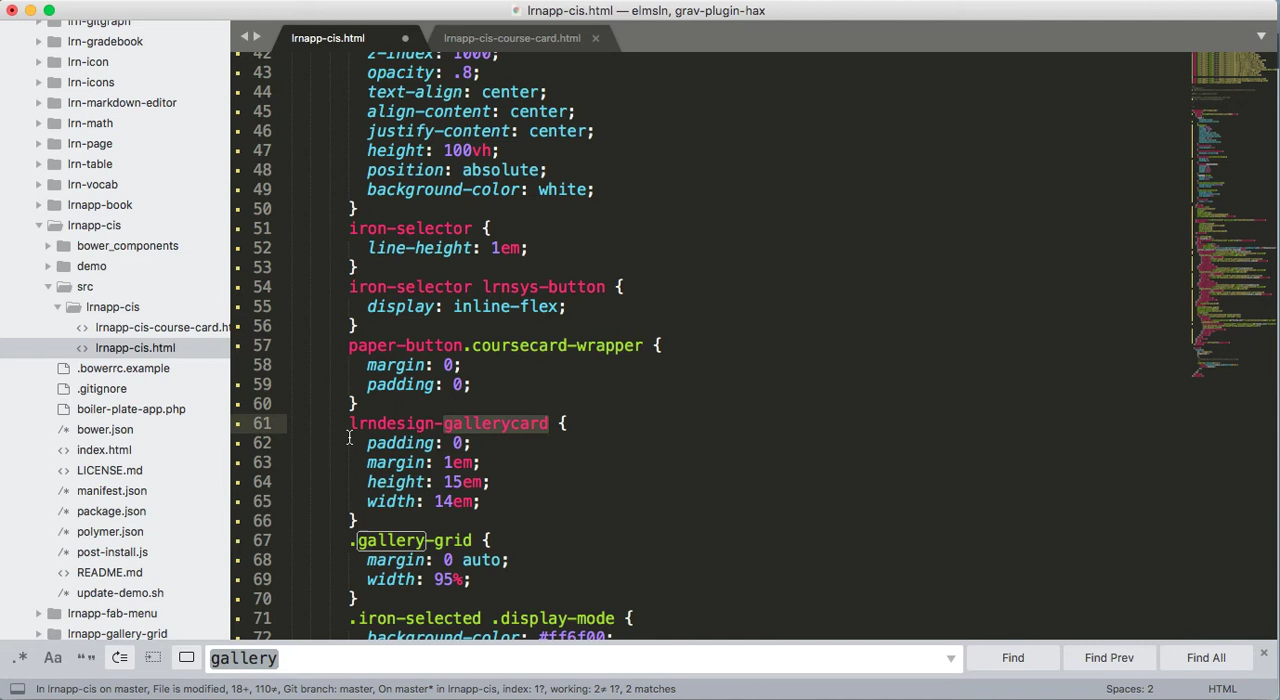 lrnapp-cis.html — elmsln, grav-plugin-hax
lrn-gitgraph
lrn-gradebook
lrn-icon
lrn-icons
lrn-markdown-editor
lrn-math
lrn-page
lrn-table
lrn-vocab
lrnapp-book
lrnapp-cis
bower_components
demo
src
lrnapp-cis
<> lrnapp-cis-course-card.ht
<> lrnapp-cis.html
.bowerrc.example
/* .gitignore
<> boiler-plate-app.php
/* bower.json
<> index.html
<> LICENSE.md
/* manifest.json
/* package.json
/* polymer.json
/* post-install.js
<> README.md
/* update-demo.sh
lrnapp-fab-menu
lrnapp-gallery-grid
lrnapp-cis.html
lrnapp-cis-course-card.html ×
42 z-index: 1000;
43 opacity: .8;
44 text-align: center;
45 align-content: center;
46 justify-content: center;
47 height: 100vh;
48 position: absolute;
49 background-color: white;
50 }
51 iron-selector {
52 line-height: 1em;
53 }
54 iron-selector lrnsys-button {
55 display: inline-flex;
56 }
57 paper-button.coursecard-wrapper {
58 margin: 0;
59 padding: 0;
60 }
61 lrndesign-gallerycard {
62 padding: 0;
63 margin: 1em;
64 height: 15em;
65 width: 14em;
66 }
67 .gallery-grid {
68 margin: 0 auto;
69 width: 95%;
70 }
71 .iron-selected .display-mode {
72 background-color: #ff6f00;
.* Aa “” gallery Find Find Prev Find All ×
In lrnapp-cis on master, File is modified, 18+, 110≠, Git branch: master, On master* in lrnapp-cis, index: 1?, working: 2≠ 1?, 2 matches Spaces: 2 HTML